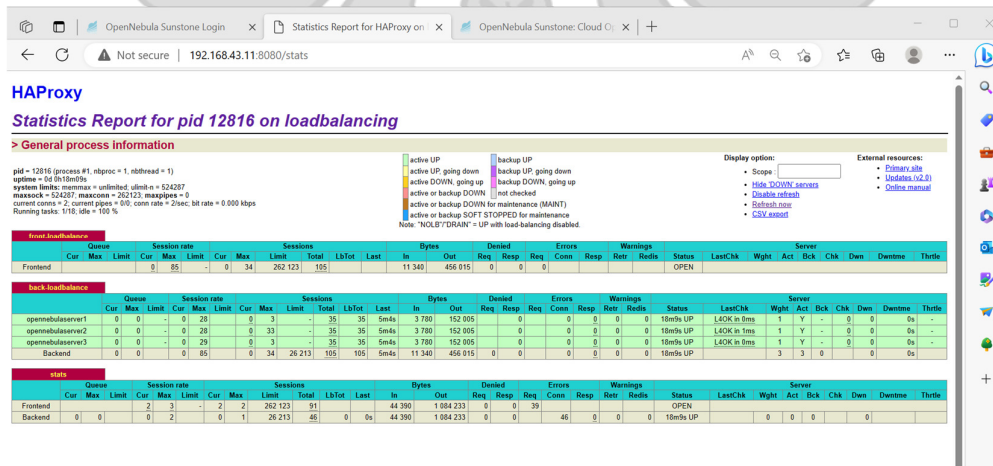 OpenNebula Sunstone Login
Statistics Report for HAProxy on
OpenNebula Sunstone: Cloud Op
Not secure 192.168.43.11:8080/stats
HAProxy
Statistics Report for pid 12816 on loadbalancing
> General process information
pid = 12816 (process #1, nbproc = 1, nbthread = 1)
uptime = 0d 0h18m09s
system limits: memmax = unlimited; ulimit-n = 524287
maxsock = 524287; maxconn = 262123; maxpipes = 0
current conns = 2; current pipes = 0/0; conn rate = 2/sec; bit rate = 0.000 kbps
Running tasks: 1/18; idle = 100 %
active UP backup UP
active UP, going down backup UP, going down
active DOWN, going up backup DOWN, going up
active or backup DOWN not checked
active or backup DOWN for maintenance (MAINT)
active or backup SOFT STOPPED for maintenance
Note: "NOLB"/"DRAIN" = UP with load-balancing disabled.
Display option:
• Scope :
• Hide 'DOWN' servers
• Disable refresh
• Refresh now
• CSV export
External resources:
• Primary site
• Updates (v2.0)
• Online manual
front-loadbalance
Queue Session rate Sessions Bytes Denied Errors Warnings Server
Cur Max Limit Cur Max Limit Cur Max Limit Total LbTot Last In Out Req Resp Req Conn Resp Retr Redis Status LastChk Wght Act Bck Chk Dwn Dwntme Thrtle
Frontend 0 85 - 0 34 262 123 105 11 340 456 015 0 0 0 OPEN
back-loadbalance
Queue Session rate Sessions Bytes Denied Errors Warnings Server
Cur Max Limit Cur Max Limit Cur Max Limit Total LbTot Last In Out Req Resp Req Conn Resp Retr Redis Status LastChk Wght Act Bck Chk Dwn Dwntme Thrtle
opennebulaserver1 0 0 - 0 28 0 3 - 35 35 5m4s 3 780 152 005 0 0 0 0 0 18m9s UP L4OK in 0ms 1 Y - 0 0 0s -
opennebulaserver2 0 0 - 0 28 0 33 - 35 35 5m4s 3 780 152 005 0 0 0 0 0 18m9s UP L4OK in 1ms 1 Y - 0 0 0s -
opennebulaserver3 0 0 - 0 29 0 3 - 35 35 5m4s 3 780 152 005 0 0 0 0 0 18m9s UP L4OK in 0ms 1 Y - 0 0 0s -
Backend 0 0 0 85 0 34 26 213 105 105 5m4s 11 340 456 015 0 0 0 0 0 0 18m9s UP 3 3 0 0 0s
stats
Queue Session rate Sessions Bytes Denied Errors Warnings Server
Cur Max Limit Cur Max Limit Cur Max Limit Total LbTot Last In Out Req Resp Req Conn Resp Retr Redis Status LastChk Wght Act Bck Chk Dwn Dwntme Thrtle
Frontend 2 3 - 2 2 262 123 91 44 390 1 084 233 0 0 39 OPEN
Backend 0 0 0 2 0 1 26 213 46 0 0s 44 390 1 084 233 0 0 46 0 0 0 18m9s UP 0 0 0 0